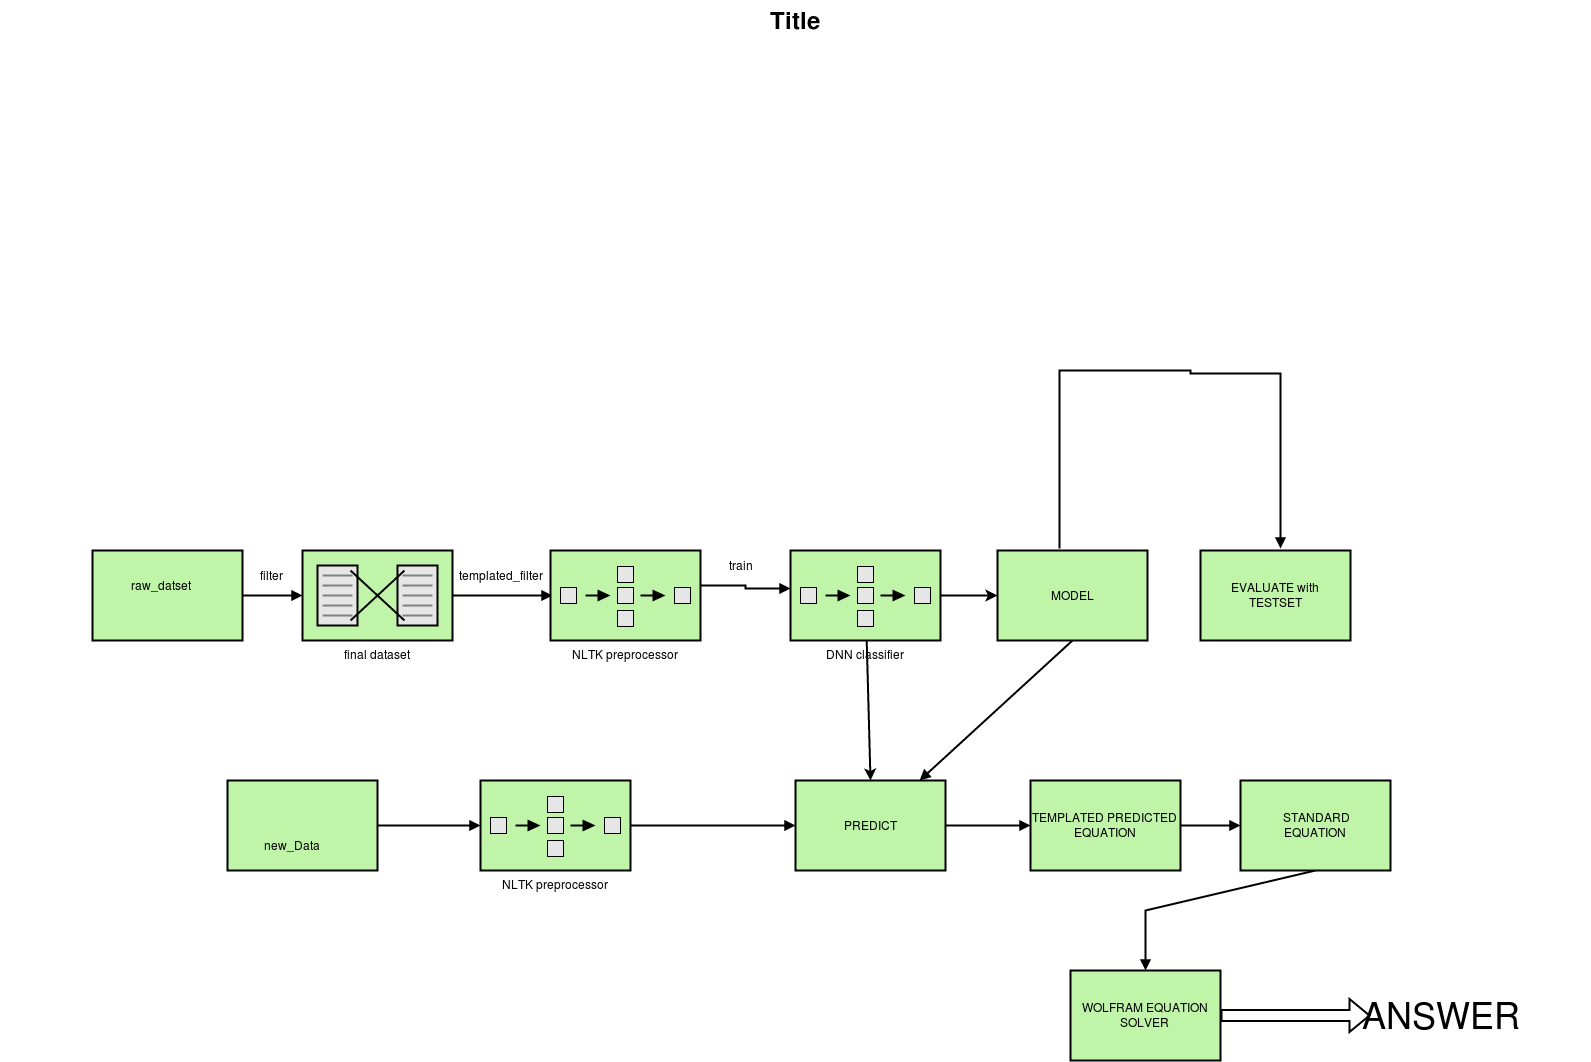 Title
raw_datset
filter
final dataset
templated_filter
NLTK preprocessor
train
DNN classifier
MODEL
EVALUATE with
TESTSET
new_Data
NLTK preprocessor
PREDICT
TEMPLATED PREDICTED
EQUATION
STANDARD
EQUATION
WOLFRAM EQUATION
SOLVER
ANSWER